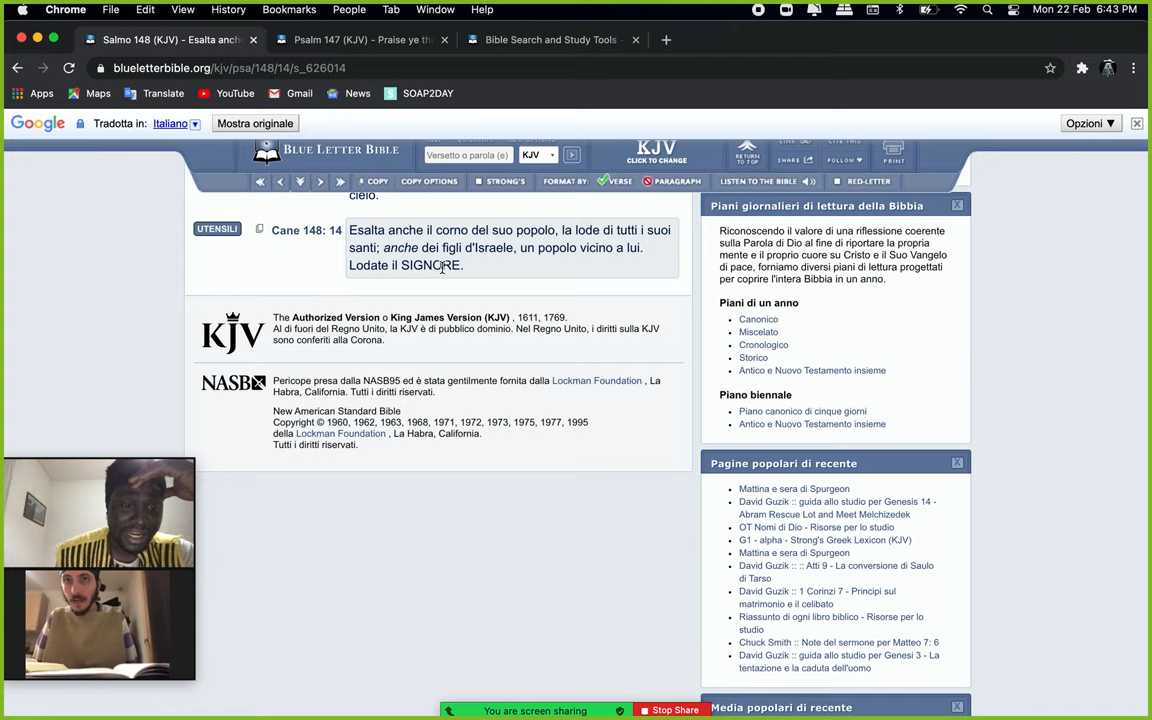 Chrome File Edit View History Bookmarks People Tab Window Help Mon 22 Feb 6:43 PM
Salmo 148 (KJV) - Esalta anch Psalm 147 (KJV) - Praise ye th Bible Search and Study Tools -
blueletterbible.org/kjv/psa/148/14/s_626014
Apps Maps Translate YouTube Gmail News SOAP2DAY
Google Tradotta in: Italiano Mostra originale Opzioni ▼
BLUE LETTER BIBLE Versetto o parola (e) KJV KJV
CLICK TO CHANGE RETURN TO TOP SHARE FOLLOW PRINT
COPY COPY OPTIONS STRONG'S FORMAT BY: VERSE PARAGRAPH LISTEN TO THE BIBLE RED-LETTER
cielo.
UTENSILI Cane 148: 14 Esalta anche il corno del suo popolo, la lode di tutti i suoi
santi; anche dei figli d'Israele, un popolo vicino a lui.
Lodate il SIGNORE.
KJV
The Authorized Version o King James Version (KJV) , 1611, 1769.
Al di fuori del Regno Unito, la KJV è di pubblico dominio. Nel Regno Unito, i diritti sulla KJV
sono conferiti alla Corona.
NASB
Pericope presa dalla NASB95 ed è stata gentilmente fornita dalla Lockman Foundation , La
Habra, California. Tutti i diritti riservati.
New American Standard Bible
Copyright © 1960, 1962, 1963, 1968, 1971, 1972, 1973, 1975, 1977, 1995
della Lockman Foundation , La Habra, California.
Tutti i diritti riservati.
Piani giornalieri di lettura della Bibbia
Riconoscendo il valore di una riflessione coerente
sulla Parola di Dio al fine di riportare la propria
mente e il proprio cuore su Cristo e il Suo Vangelo
di pace, forniamo diversi piani di lettura progettati
per coprire l'intera Bibbia in un anno.
Piani di un anno
Canonico
Miscelato
Cronologico
Storico
Antico e Nuovo Testamento insieme
Piano biennale
Piano canonico di cinque giorni
Antico e Nuovo Testamento insieme
Pagine popolari di recente
Mattina e sera di Spurgeon
David Guzik :: guida allo studio per Genesis 14 -
Abram Rescue Lot and Meet Melchizedek
OT Nomi di Dio - Risorse per lo studio
G1 - alpha - Strong's Greek Lexicon (KJV)
Mattina e sera di Spurgeon
David Guzik :: :: Atti 9 - La conversione di Saulo
di Tarso
David Guzik :: 1 Corinzi 7 - Principi sul
matrimonio e il celibato
Riassunto di ogni libro biblico - Risorse per lo
studio
Chuck Smith :: Note del sermone per Matteo 7: 6
David Guzik :: guida allo studio per Genesi 3 - La
tentazione e la caduta dell'uomo
Media popolari di recente
You are screen sharing Stop Share